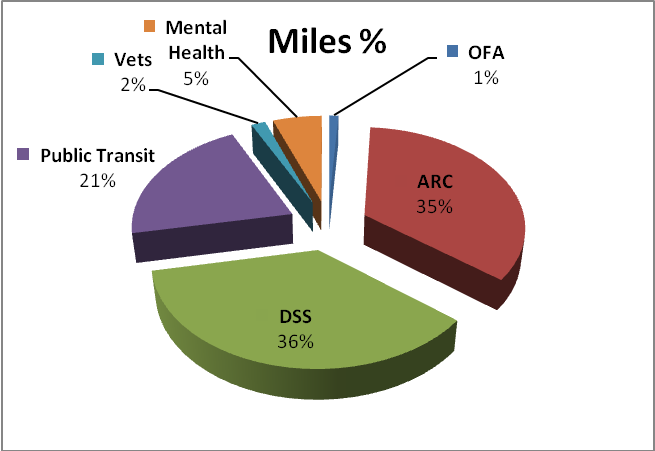 Miles %
Mental
Health
5%
Vets
2%
OFA
1%
Public Transit
21%
ARC
35%
DSS
36%